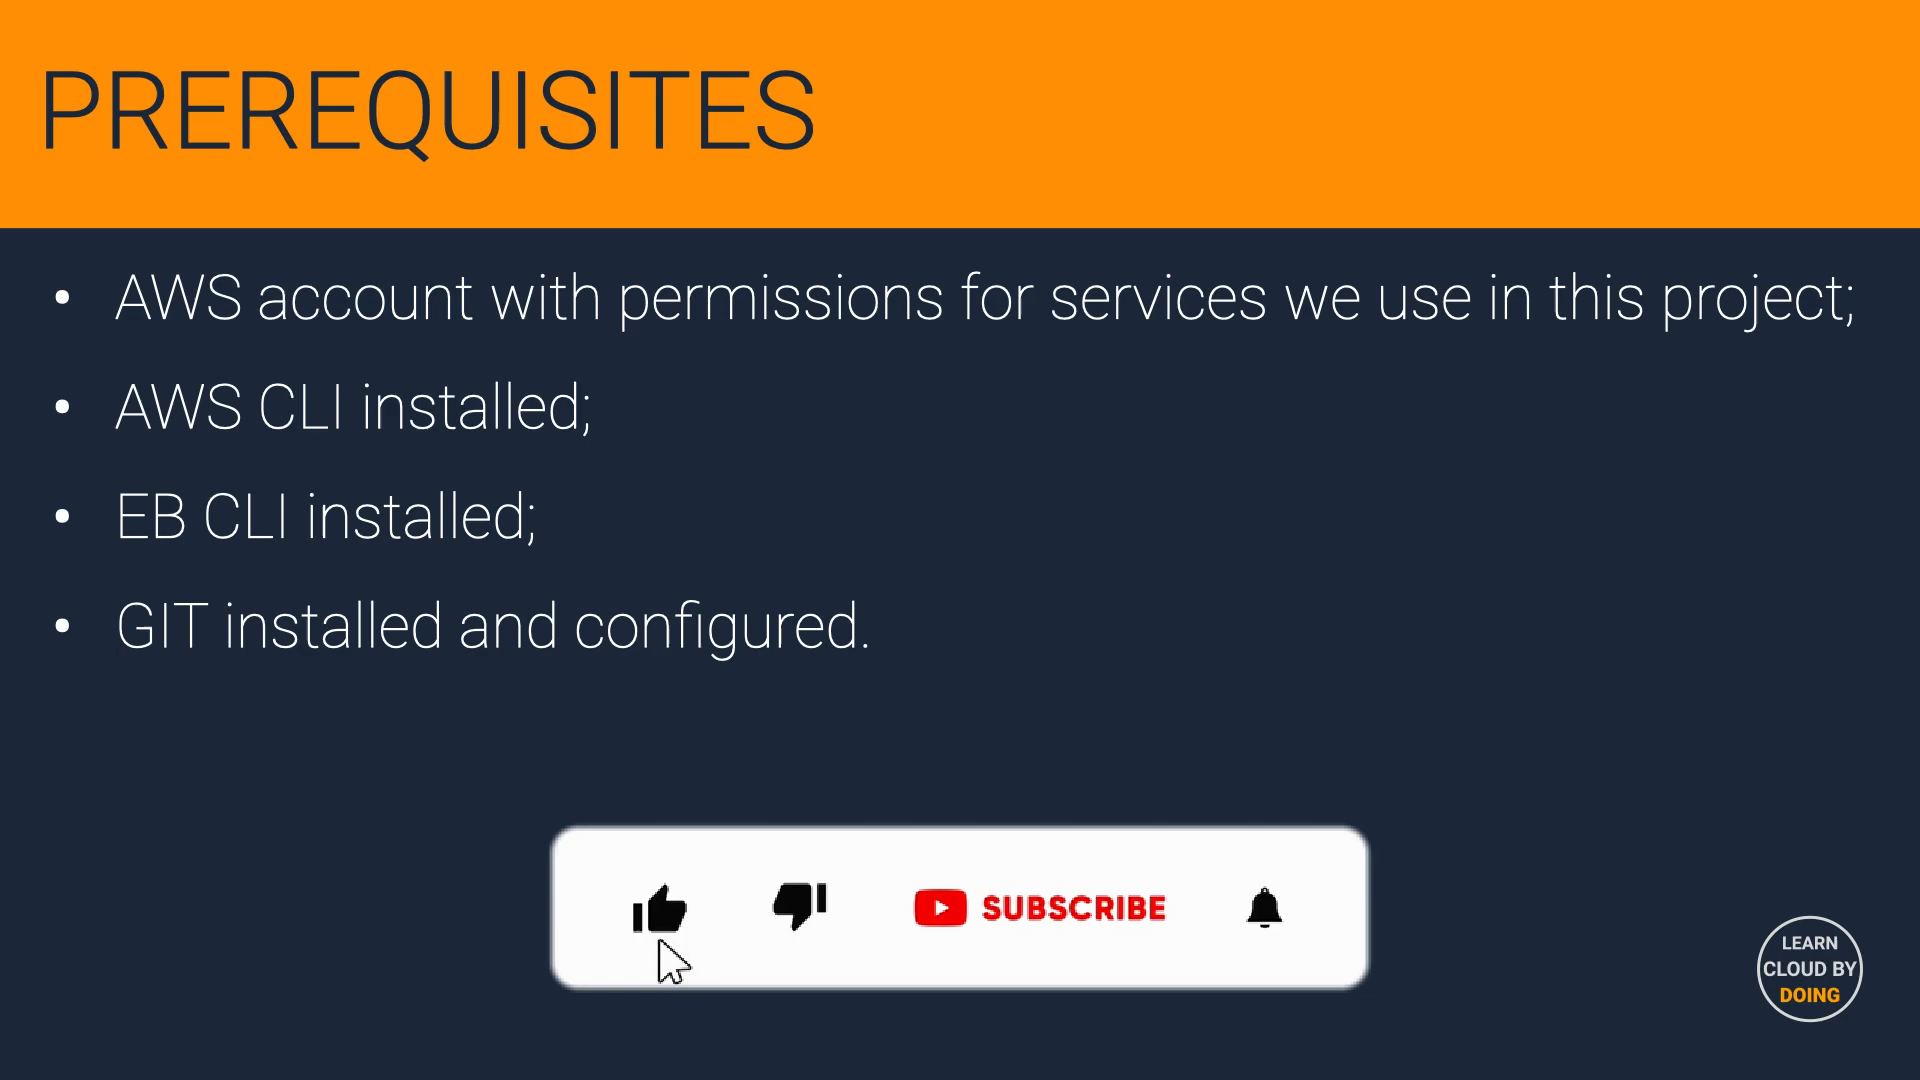 PREREQUISITES
• AWS account with permissions for services we use in this project;
• AWS CLI installed;
• EB CLI installed;
• GIT installed and configured.
SUBSCRIBE
LEARN
CLOUD BY
DOING